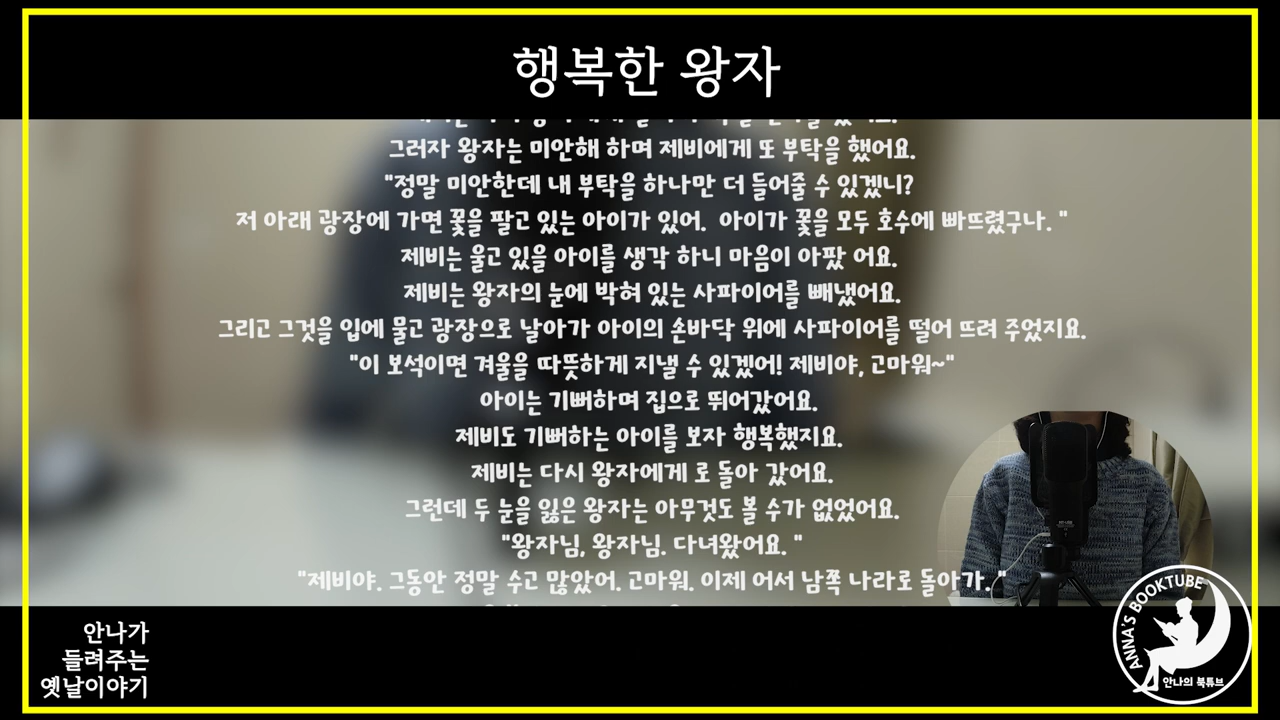 행복한 왕자
그러자 왕자는 미안해 하며 제비에게 또 부탁을 했어요.
"정말 미안한데 내 부탁을 하나만 더 들어줄 수 있겠니?
저 아래 광장에 가면 꽃을 팔고 있는 아이가 있어. 아이가 꽃을 모두 호수에 빠뜨렸구나. "
제비는 울고 있을 아이를 생각 하니 마음이 아팠 어요.
제비는 왕자의 눈에 박혀 있는 사파이어를 빼냈어요.
그리고 그것을 입에 물고 광장으로 날아가 아이의 손바닥 위에 사파이어를 떨어 뜨려 주었지요.
"이 보석이면 겨울을 따뜻하게 지낼 수 있겠어! 제비야, 고마워~"
아이는 기뻐하며 집으로 뛰어갔어요.
제비도 기뻐하는 아이를 보자 행복했지요.
제비는 다시 왕자에게 로 돌아 갔어요.
그런데 두 눈을 잃은 왕자는 아무것도 볼 수가 없었어요.
"왕자님, 왕자님. 다녀왔어요. "
"제비야. 그동안 정말 수고 많았어. 고마워. 이제 어서 남쪽 나라로 돌아가. "
안나가
들려주는
옛날이야기
ANNA'S BOOKTUBE
안나의 북튜브